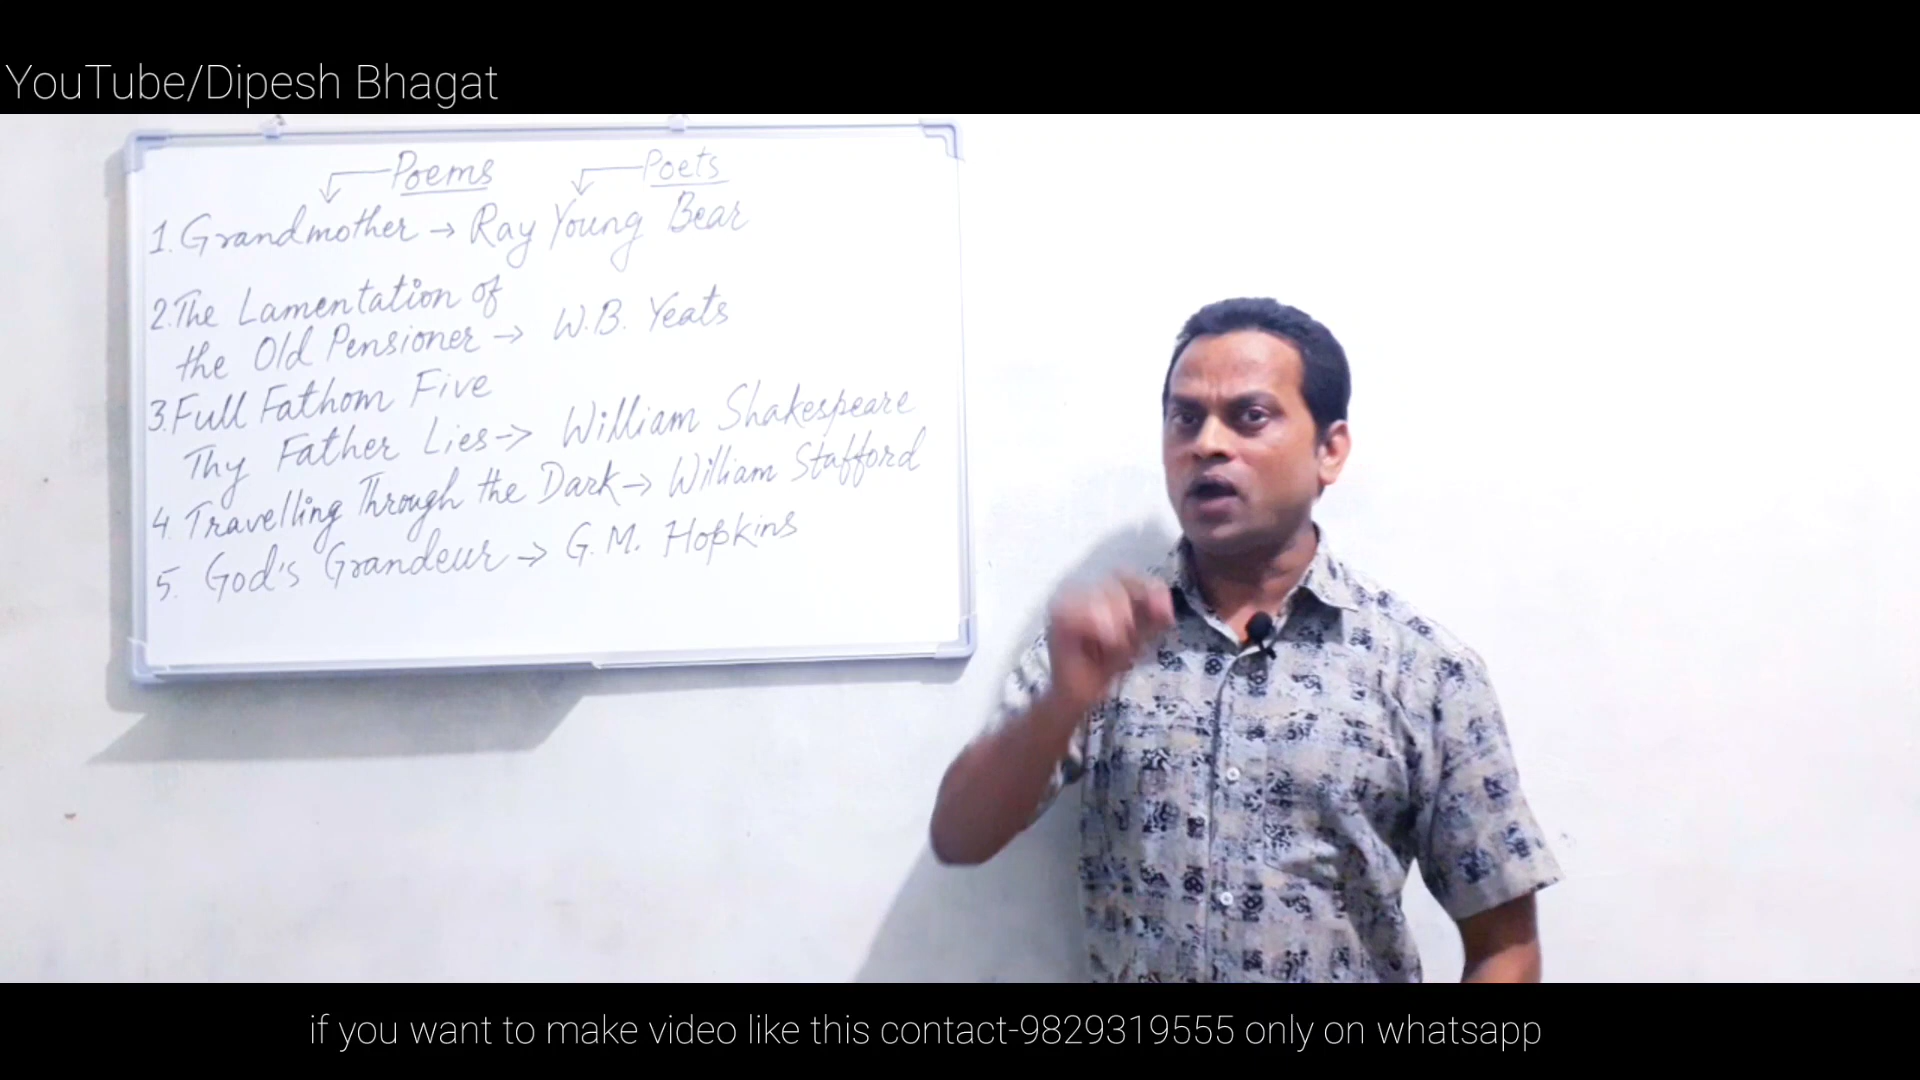 YouTube/Dipesh Bhagat
Poems Poets
1. Grandmother → Ray Young Bear
2. The Lamentation of
the Old Pensioner → W.B. Yeats
3. Full Fathom Five
Thy Father Lies → William Shakespeare
4. Travelling Through the Dark → William Stafford
5. God's Grandeur → G.M. Hopkins
if you want to make video like this contact-9829319555 only on whatsapp